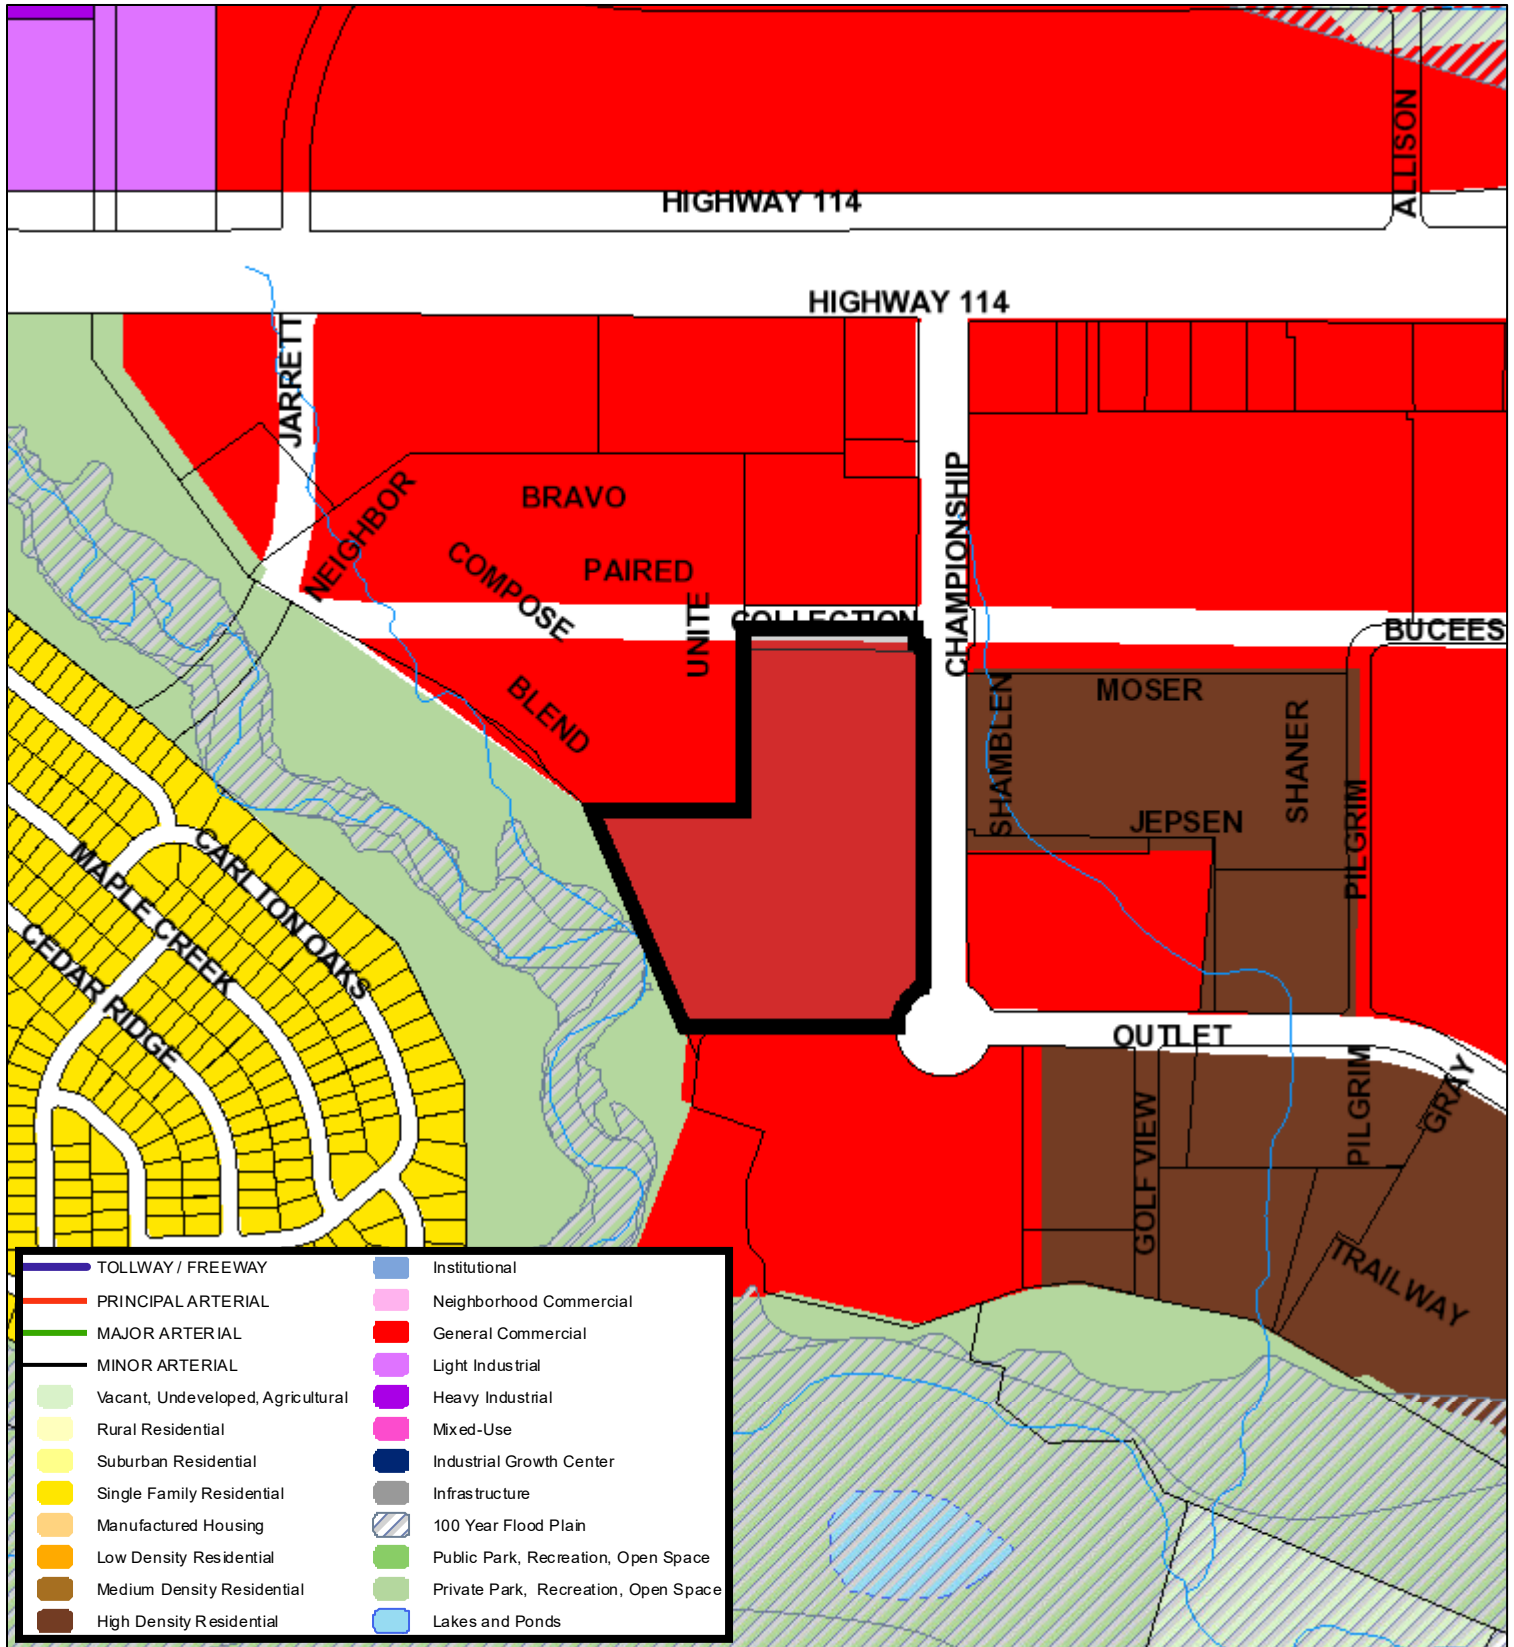 ALLISON
HIGHWAY 114
HIGHWAY 114
JARRETT
NEIGHBOR
BRAVO
COMPOSE
PAIRED
UNITE
COLLECTION
CHAMPIONSHIP
BUCEES
BLEND
MOSER
SHAMBLEN
SHANER
JEPSEN
PILGRIM
CARLTON OAKS
MAPLE CREEK
CEDAR RIDGE
OUTLET
PILGRIM
GRAY
GOLF VIEW
TRAILWAY
TOLLWAY / FREEWAY
PRINCIPAL ARTERIAL
MAJOR ARTERIAL
MINOR ARTERIAL
Vacant, Undeveloped, Agricultural
Rural Residential
Suburban Residential
Single Family Residential
Manufactured Housing
Low Density Residential
Medium Density Residential
High Density Residential
Institutional
Neighborhood Commercial
General Commercial
Light Industrial
Heavy Industrial
Mixed-Use
Industrial Growth Center
Infrastructure
100 Year Flood Plain
Public Park, Recreation, Open Space
Private Park, Recreation, Open Space
Lakes and Ponds